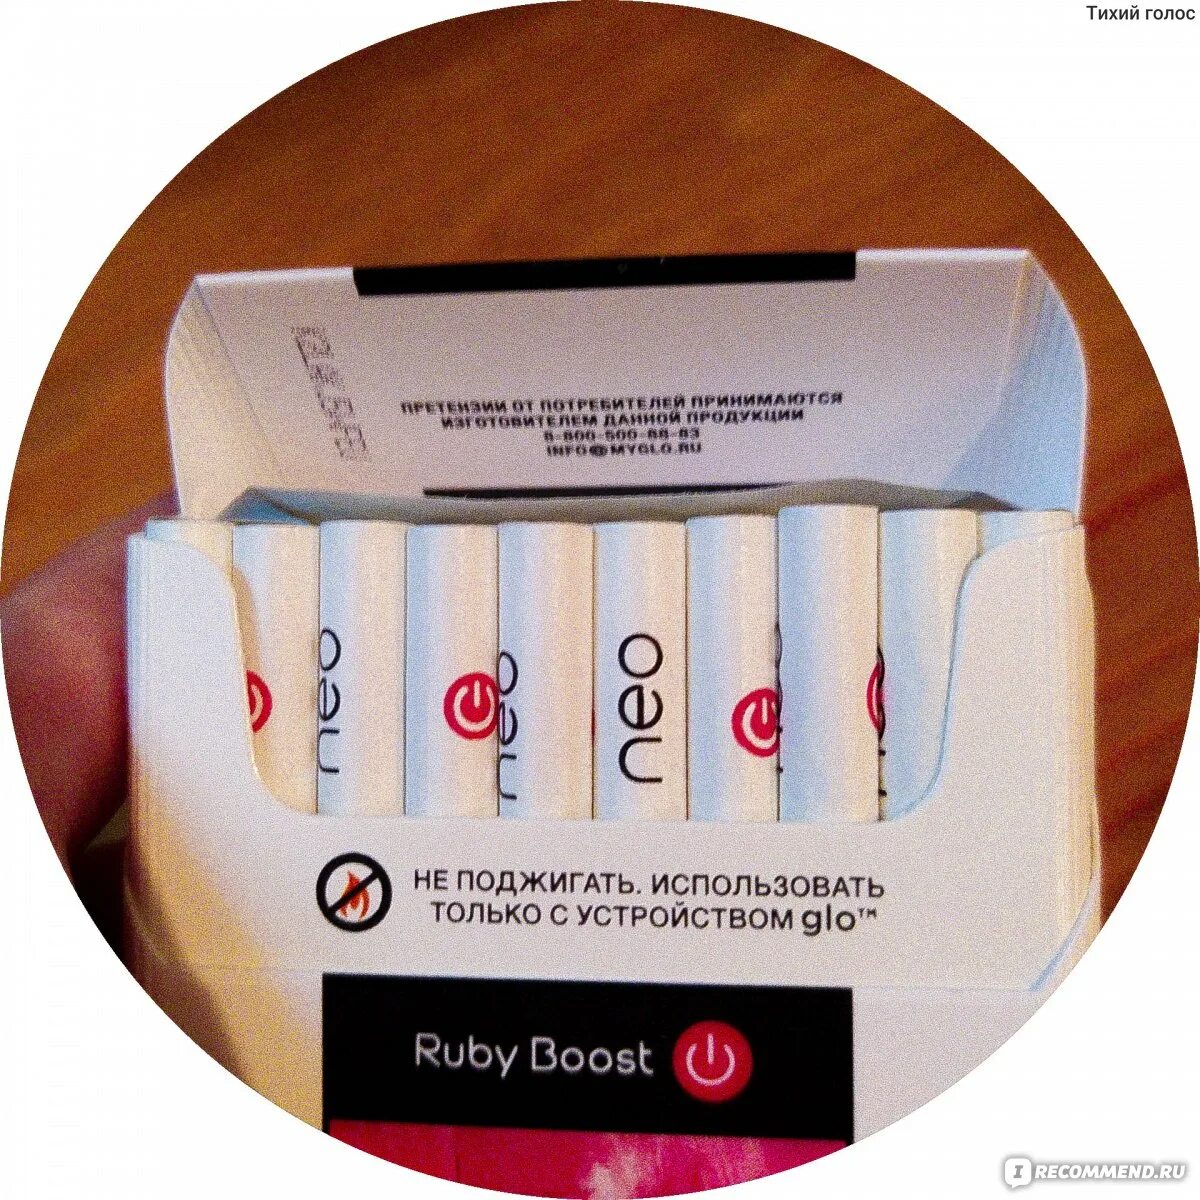 Тихий голос
ПРЕТЕНЗИИ ОТ ПОТРЕБИТЕЛЕЙ ПРИНИМАЮТСЯ
ИЗГОТОВИТЕЛЕМ ДАННОЙ ПРОДУКЦИИ
8-800-500-88-83
INFO@MYGLO.RU
neo
neo
neo
НЕ ПОДЖИГАТЬ. ИСПОЛЬЗОВАТЬ
ТОЛЬКО С УСТРОЙСТВОМ glo™
Ruby Boost
IRECOMMEND.RU